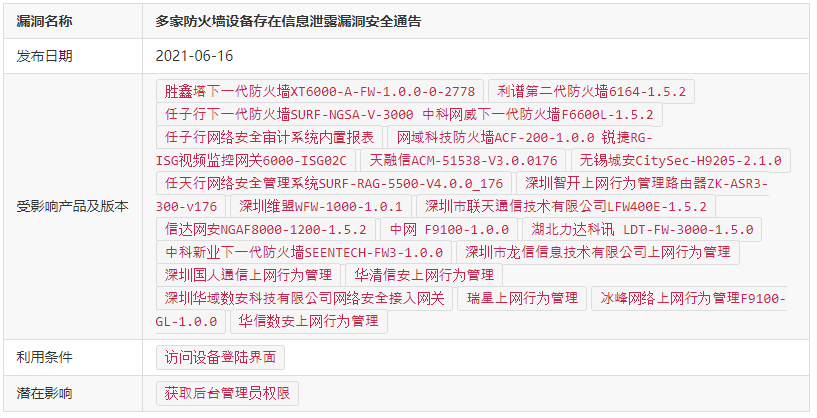 漏洞名称 多家防火墙设备存在信息泄露漏洞安全通告
发布日期 2021-06-16
胜鑫塔下一代防火墙XT6000-A-FW-1.0.0-0-2778 利谱第二代防火墙6164-1.5.2
任子行下一代防火墙SURF-NGSA-V-3000 中科网威下一代防火墙F6600L-1.5.2
任子行网络安全审计系统内置报表 网域科技防火墙ACF-200-1.0.0 锐捷RG-
ISG视频监控网关6000-ISG02C 天融信ACM-51538-V3.0.0176 无锡城安CitySec-H9205-2.1.0
任天行网络安全管理系统SURF-RAG-5500-V4.0.0_176 深圳智开上网行为管理路由器ZK-ASR3-
受影响产品及版本 300-v176 深圳维盟WFW-1000-1.0.1 深圳市联天通信技术有限公司LFW400E-1.5.2
信达网安NGAF8000-1200-1.5.2 中网 F9100-1.0.0 湖北力达科讯 LDT-FW-3000-1.5.0
中科新业下一代防火墙SEENTECH-FW3-1.0.0 深圳市龙信信息技术有限公司上网行为管理
深圳国人通信上网行为管理 华清信安上网行为管理
深圳华域数安科技有限公司网络安全接入网关 瑞星上网行为管理 冰峰网络上网行为管理F9100-
GL-1.0.0 华信数安上网行为管理
利用条件 访问设备登陆界面
潜在影响 获取后台管理员权限